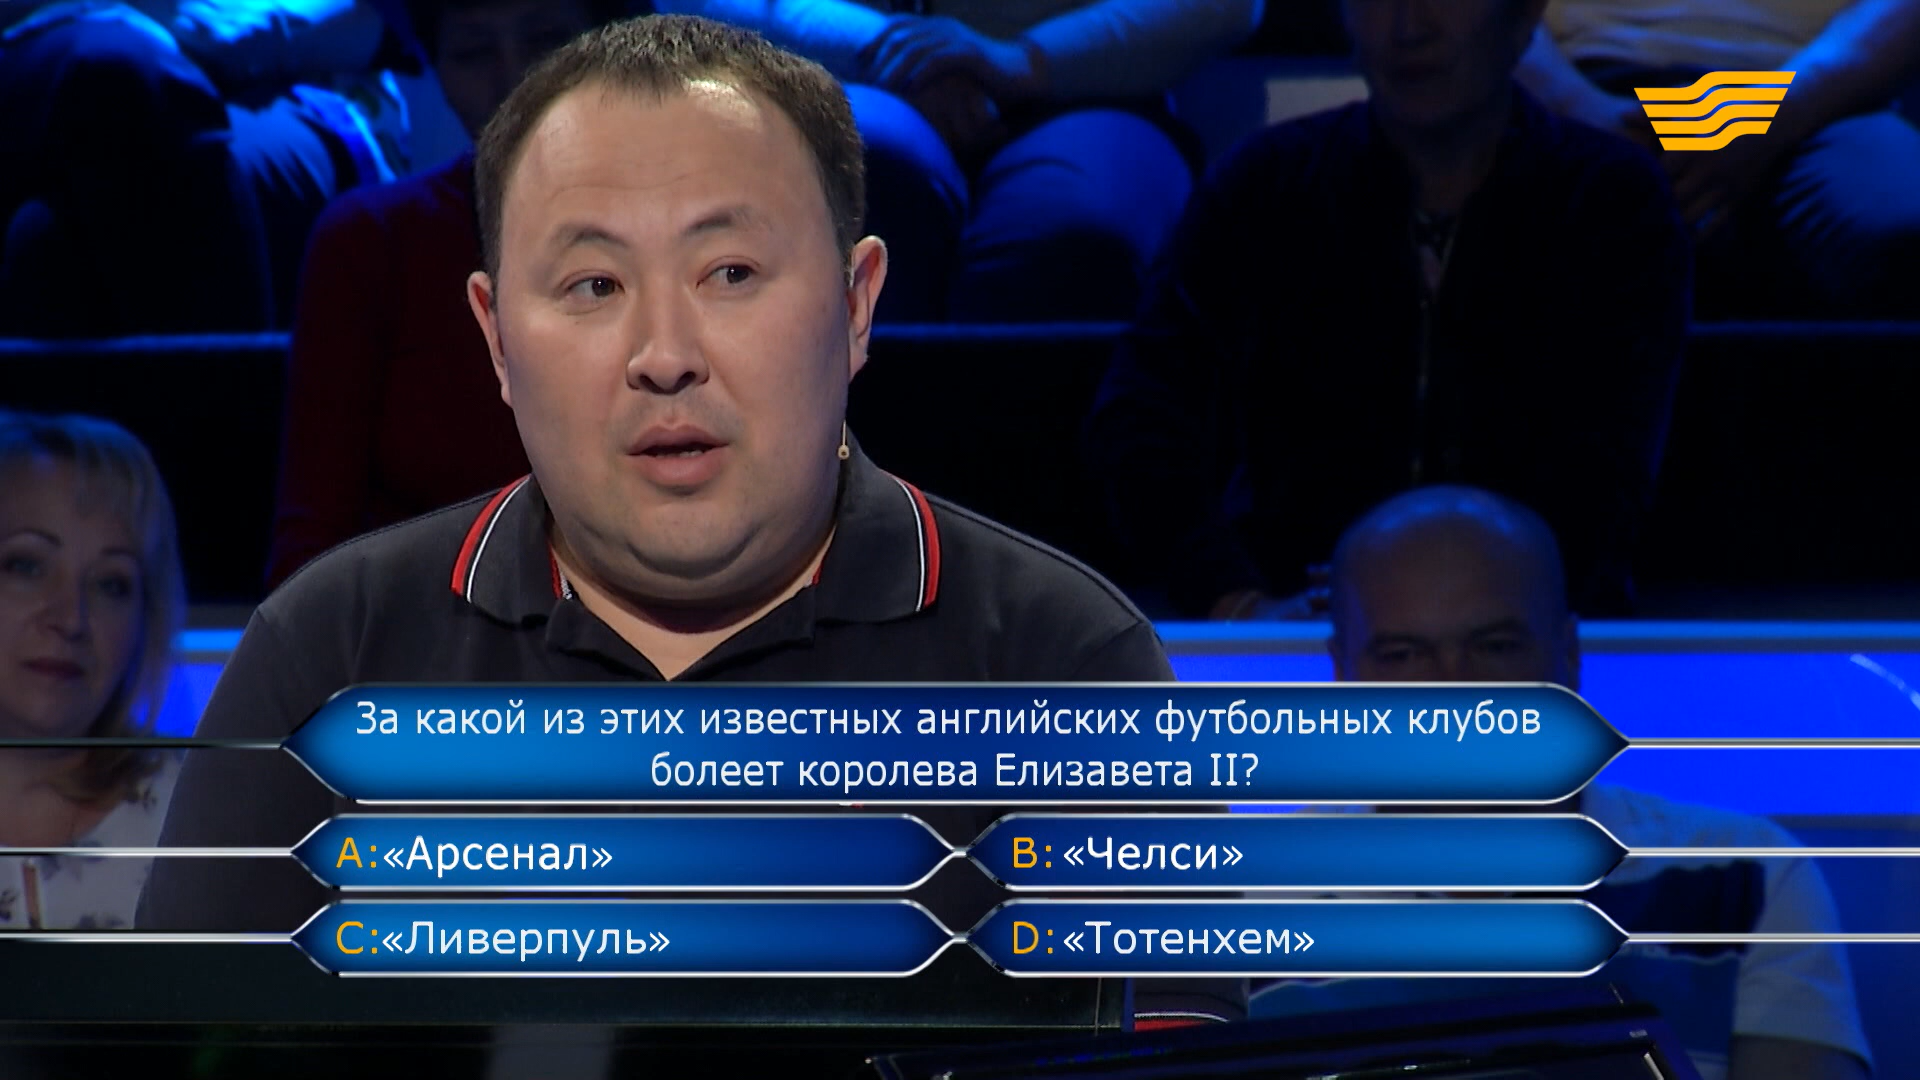 За какой из этих известных английских футбольных клубов
болеет королева Елизавета II?
A:«Арсенал»
B:«Челси»
C:«Ливерпуль»
D:«Тотенхем»